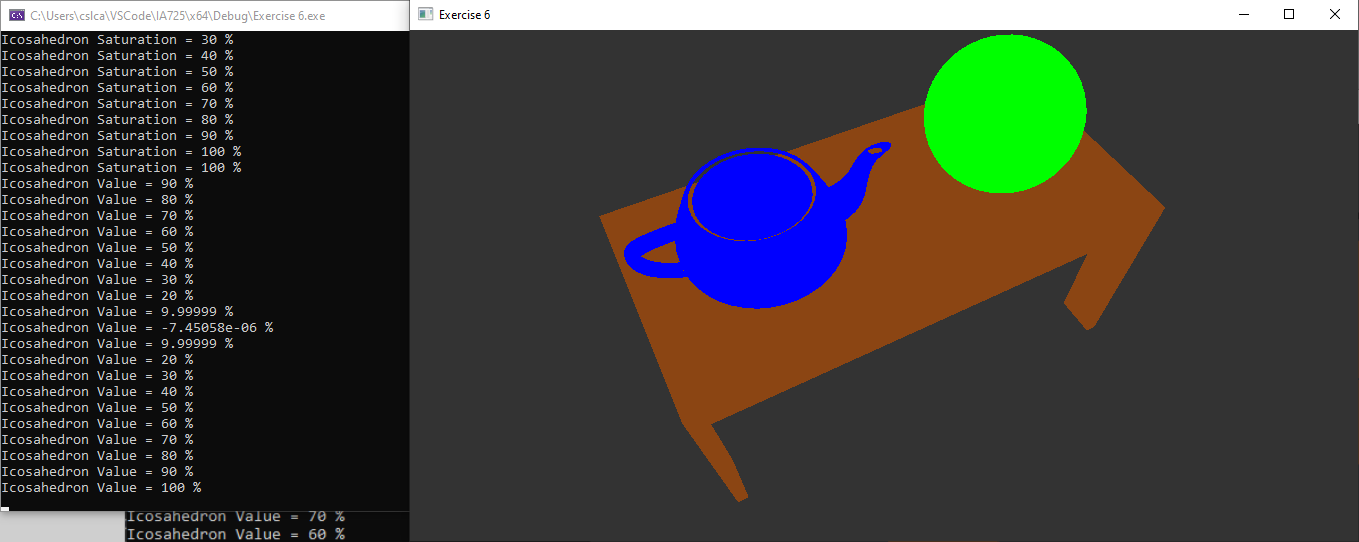 C:\Users\cslca\VSCode\IA725\x64\Debug\Exercise 6.exe
Icosahedron Saturation = 30 %
Icosahedron Saturation = 40 %
Icosahedron Saturation = 50 %
Icosahedron Saturation = 60 %
Icosahedron Saturation = 70 %
Icosahedron Saturation = 80 %
Icosahedron Saturation = 90 %
Icosahedron Saturation = 100 %
Icosahedron Saturation = 100 %
Icosahedron Value = 90 %
Icosahedron Value = 80 %
Icosahedron Value = 70 %
Icosahedron Value = 60 %
Icosahedron Value = 50 %
Icosahedron Value = 40 %
Icosahedron Value = 30 %
Icosahedron Value = 20 %
Icosahedron Value = 9.99999 %
Icosahedron Value = -7.45058e-06 %
Icosahedron Value = 9.99999 %
Icosahedron Value = 20 %
Icosahedron Value = 30 %
Icosahedron Value = 40 %
Icosahedron Value = 50 %
Icosahedron Value = 60 %
Icosahedron Value = 70 %
Icosahedron Value = 80 %
Icosahedron Value = 90 %
Icosahedron Value = 100 %
Icosahedron Value = 70 %
Icosahedron Value = 60 %
Exercise 6